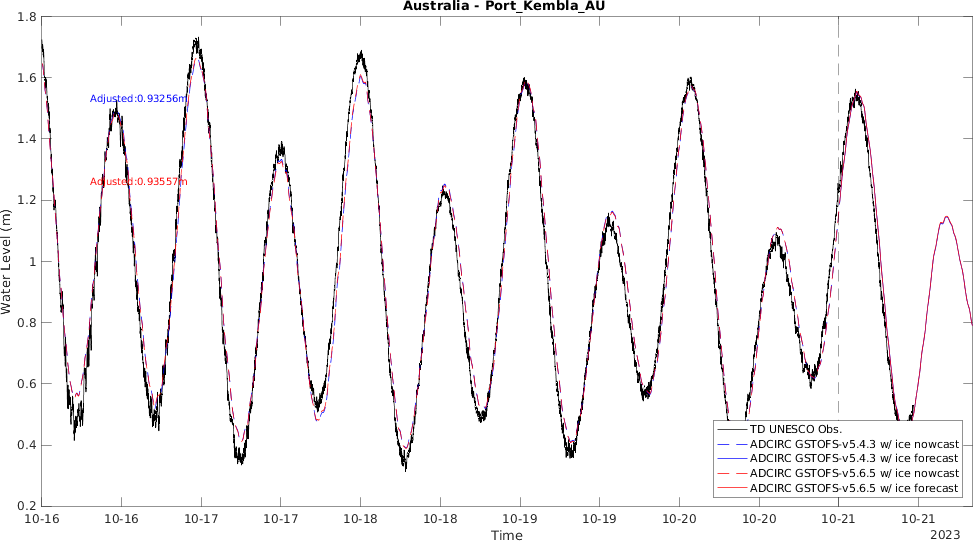 Australia - Port_Kembla_AU
1.8
1.6
1.4
1.2
1
0.8
0.6
0.4
0.2
Water Level (m)
Adjusted:0.93256m
Adjusted:0.93557m
TD UNESCO Obs.
ADCIRC GSTOFS-v5.4.3 w/ ice nowcast
ADCIRC GSTOFS-v5.4.3 w/ ice forecast
ADCIRC GSTOFS-v5.6.5 w/ ice nowcast
ADCIRC GSTOFS-v5.6.5 w/ ice forecast
10-16 10-16 10-17 10-17 10-18 10-18 10-19 10-19 10-20 10-20 10-21 10-21
Time
2023